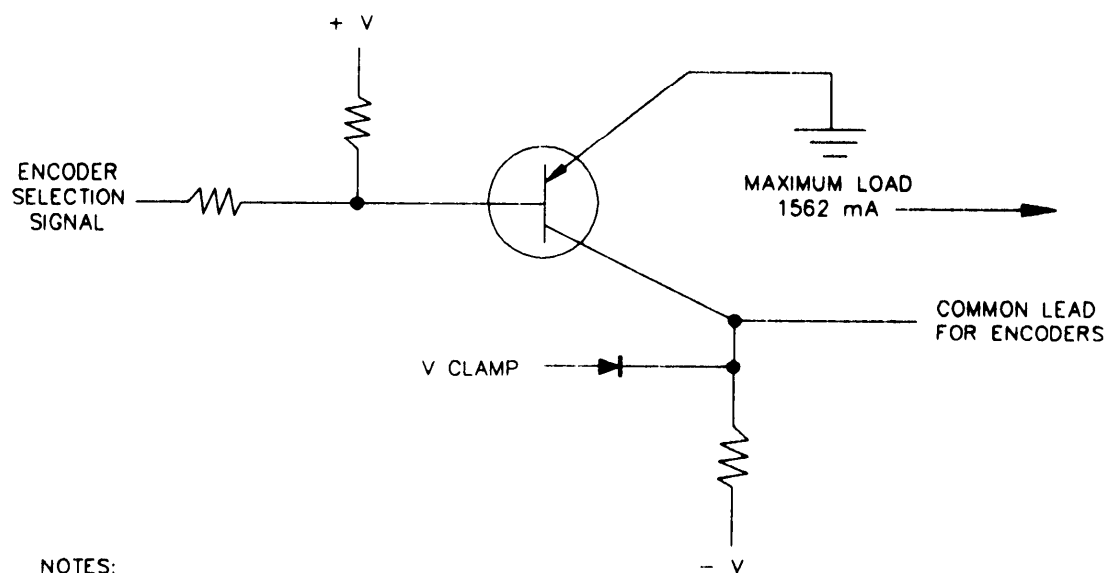 + V
ENCODER
SELECTION
SIGNAL
MAXIMUM LOAD
1562 mA
COMMON LEAD
FOR ENCODERS
V CLAMP
- V
NOTES: